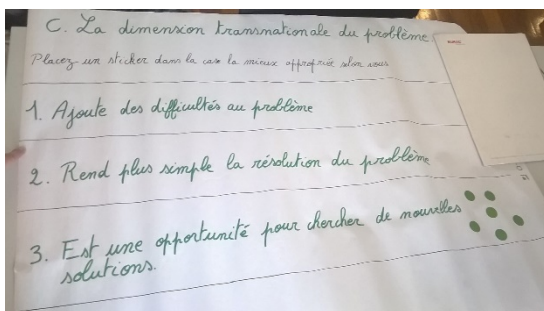 C. La dimension transnationale du problème
Placez un sticker dans la case la mieux appropriée selon vous
1. Ajoute des difficultés au problème
2. Rend plus simple la résolution du problème
3. Est une opportunité pour chercher de nouvelles
solutions.